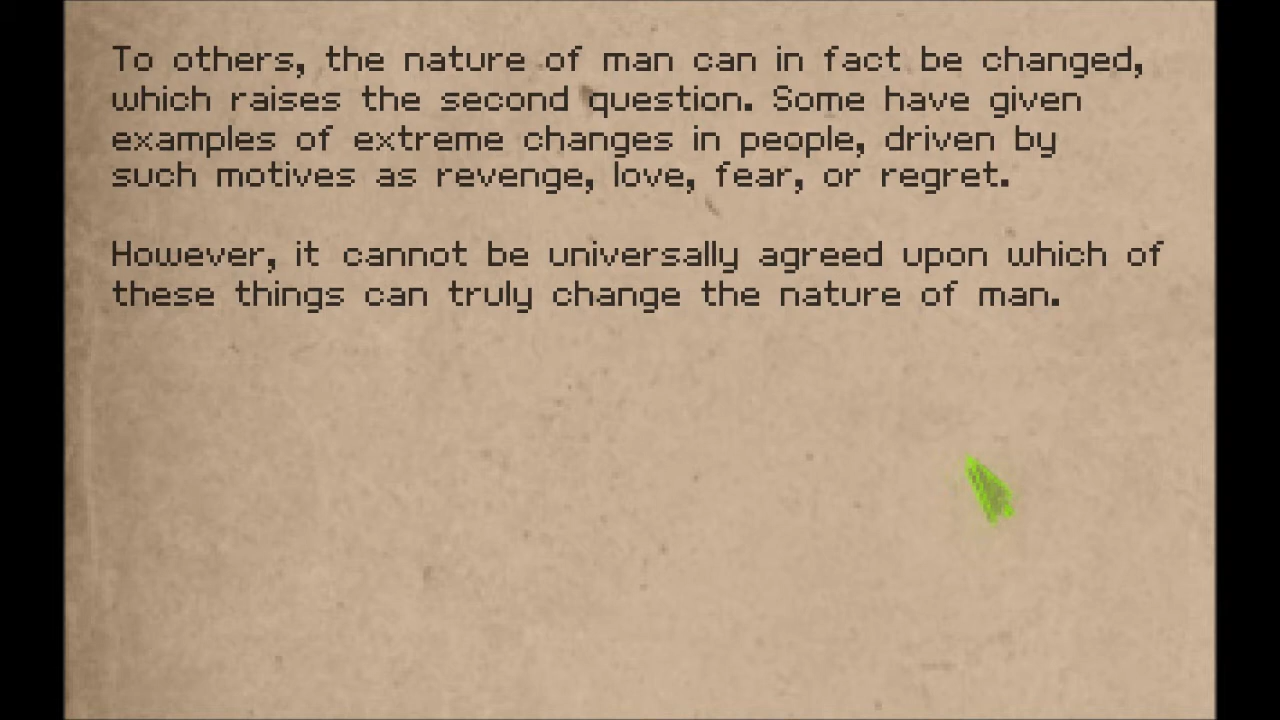 To others, the nature of man can in fact be changed,
which raises the second question. Some have given
examples of extreme changes in people, driven by
such motives as revenge, love, fear, or regret.
However, it cannot be universally agreed upon which of
these things can truly change the nature of man.